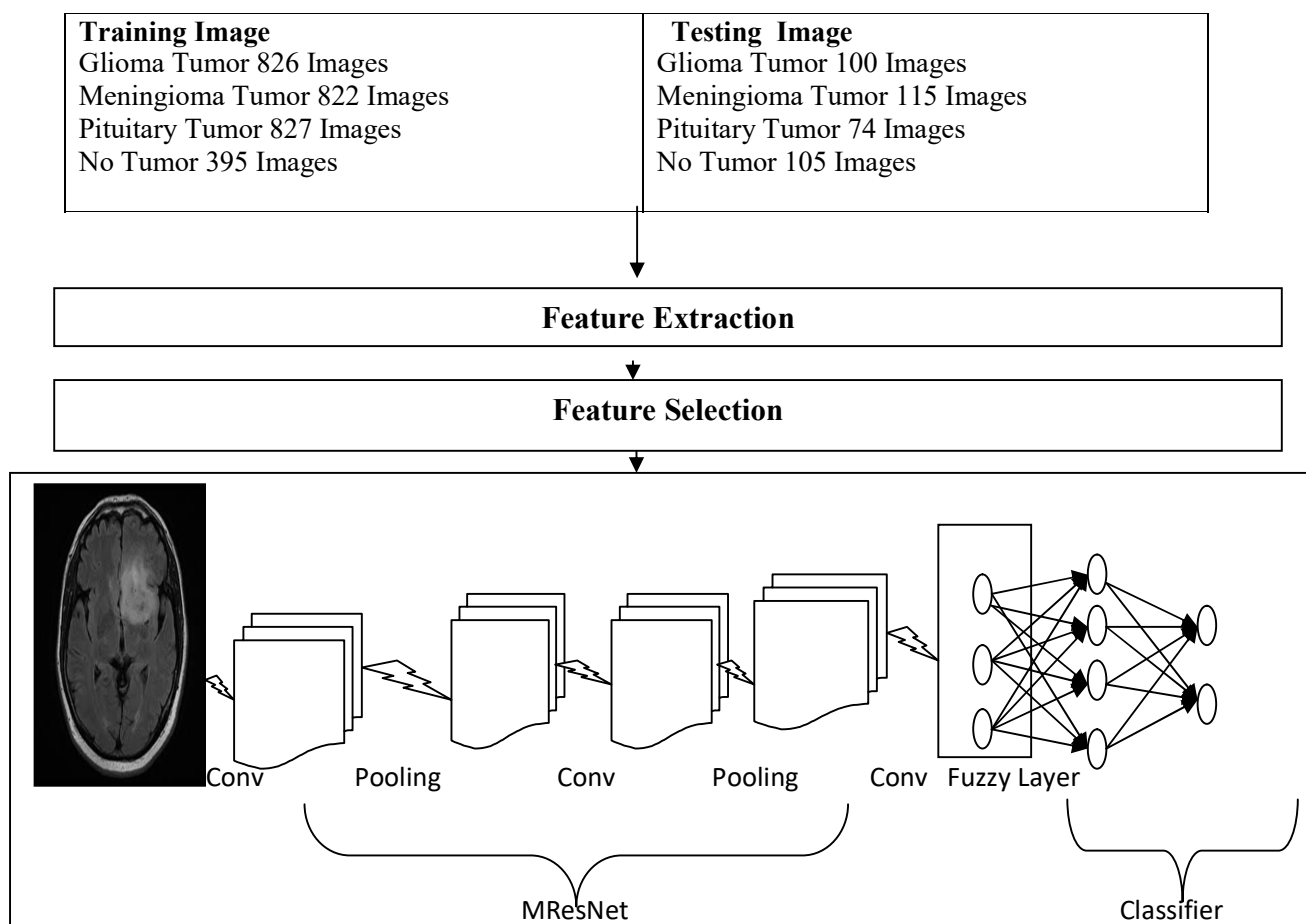 Training Image
Glioma Tumor 826 Images
Meningioma Tumor 822 Images
Pituitary Tumor 827 Images
No Tumor 395 Images
Testing Image
Glioma Tumor 100 Images
Meningioma Tumor 115 Images
Pituitary Tumor 74 Images
No Tumor 105 Images
Feature Extraction
Feature Selection
Conv Pooling Conv Pooling Conv Fuzzy Layer
MResNet Classifier